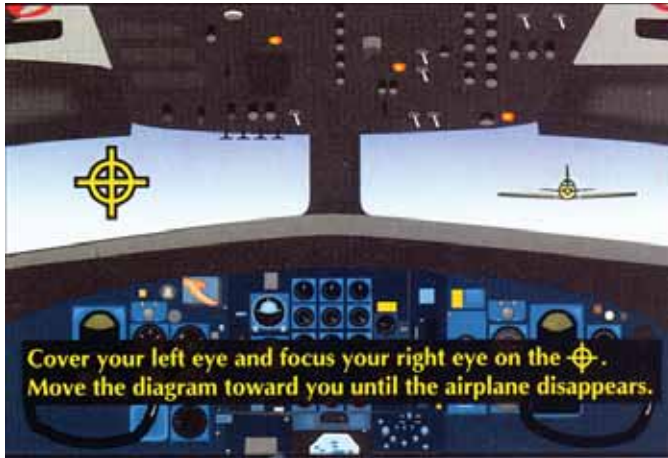 Cover your left eye and focus your right eye on the ⌖.
Move the diagram toward you until the airplane disappears.